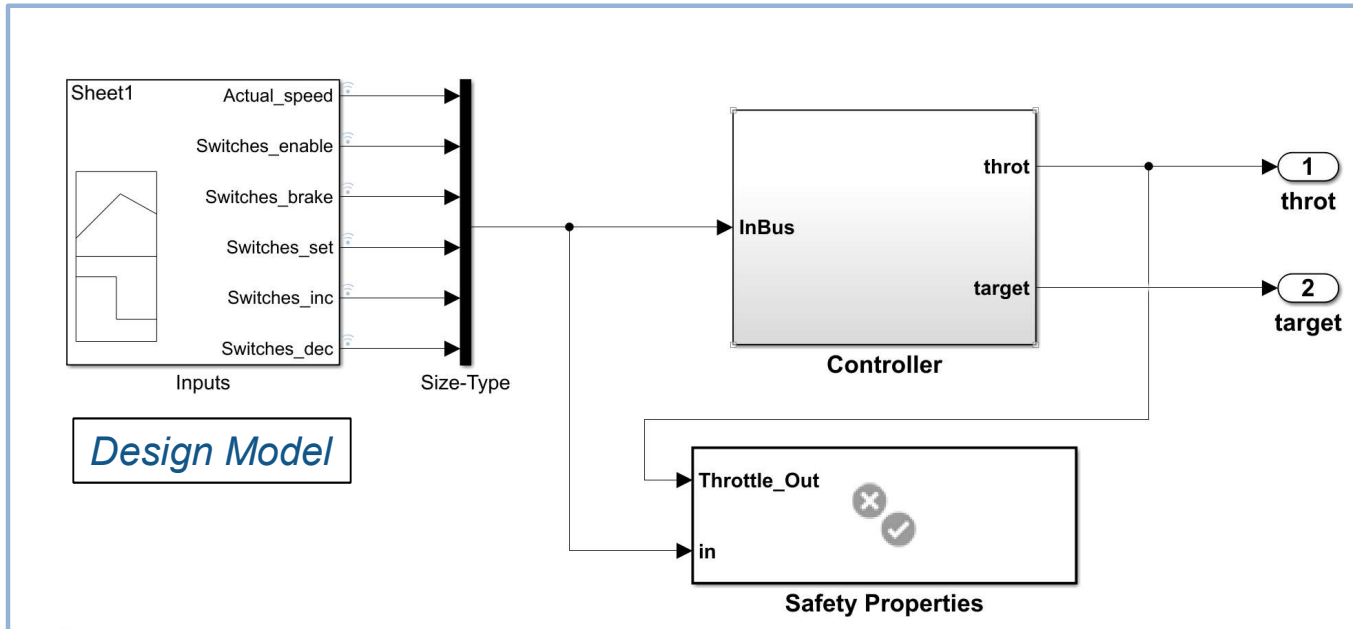 Sheet1
Actual_speed
Switches_enable
Switches_brake
Switches_set
Switches_inc
Switches_dec
Inputs
Size-Type
InBus
throt
target
Controller
1
throt
2
target
Design Model
Throttle_Out
in
Safety Properties